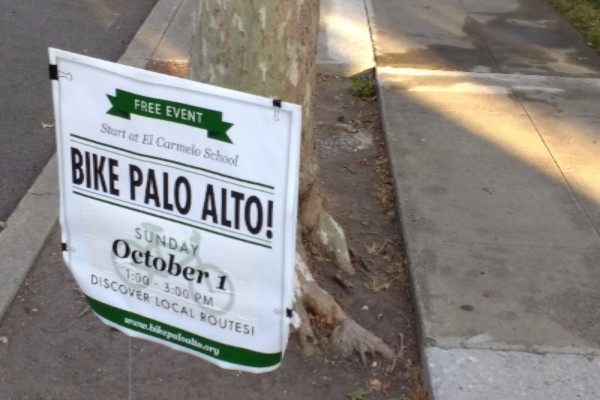 FREE EVENT
Start at El Carmelo School
BIKE PALO ALTO!
SUNDAY
October 1
1:00 - 3:00 PM
DISCOVER LOCAL ROUTES!
www.bikepaloalto.org